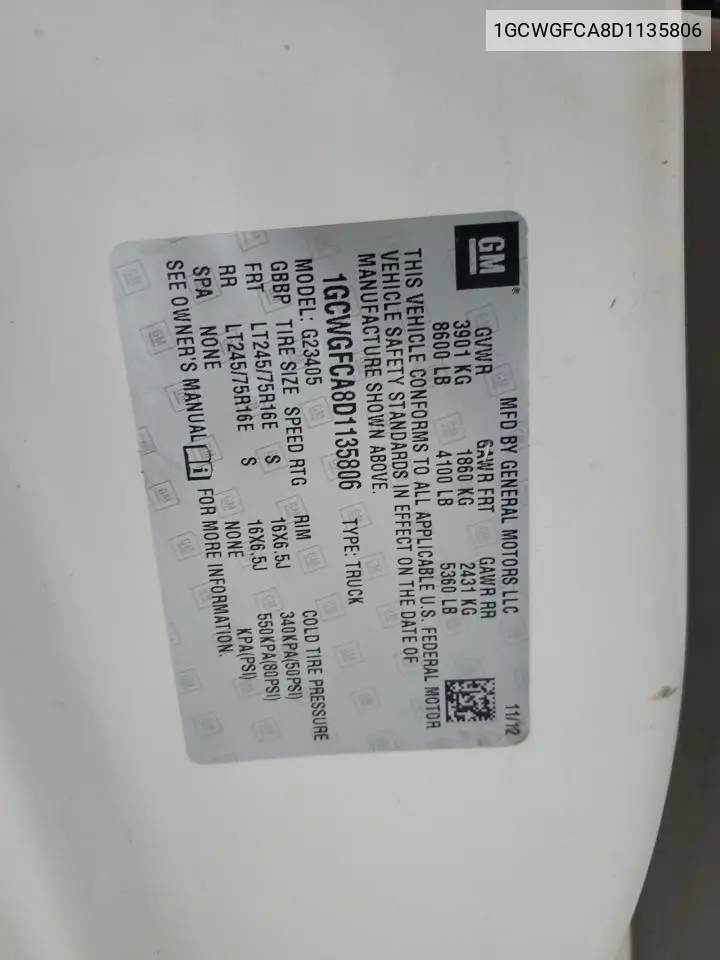 1GCWGFCA8D1135806
GM
MFD BY GENERAL MOTORS LLC 11/12
GVWR GAWR FRT GAWR RR
3901 KG 1860 KG 2431 KG
8600 LB 4100 LB 5360 LB
THIS VEHICLE CONFORMS TO ALL APPLICABLE U.S. FEDERAL MOTOR
VEHICLE SAFETY STANDARDS IN EFFECT ON THE DATE OF
MANUFACTURE SHOWN ABOVE.
1GCWGFCA8D1135806 TYPE: TRUCK
MODEL: G23405
GBBP TIRE SIZE SPEED RTG RIM COLD TIRE PRESSURE
FRT LT245/75R16E S 16X6.5J 340KPA(50PSI)
RR LT245/75R16E S 16X6.5J 550KPA(80PSI)
SPA NONE NONE KPA(PSI)
SEE OWNER'S MANUAL i FOR MORE INFORMATION.